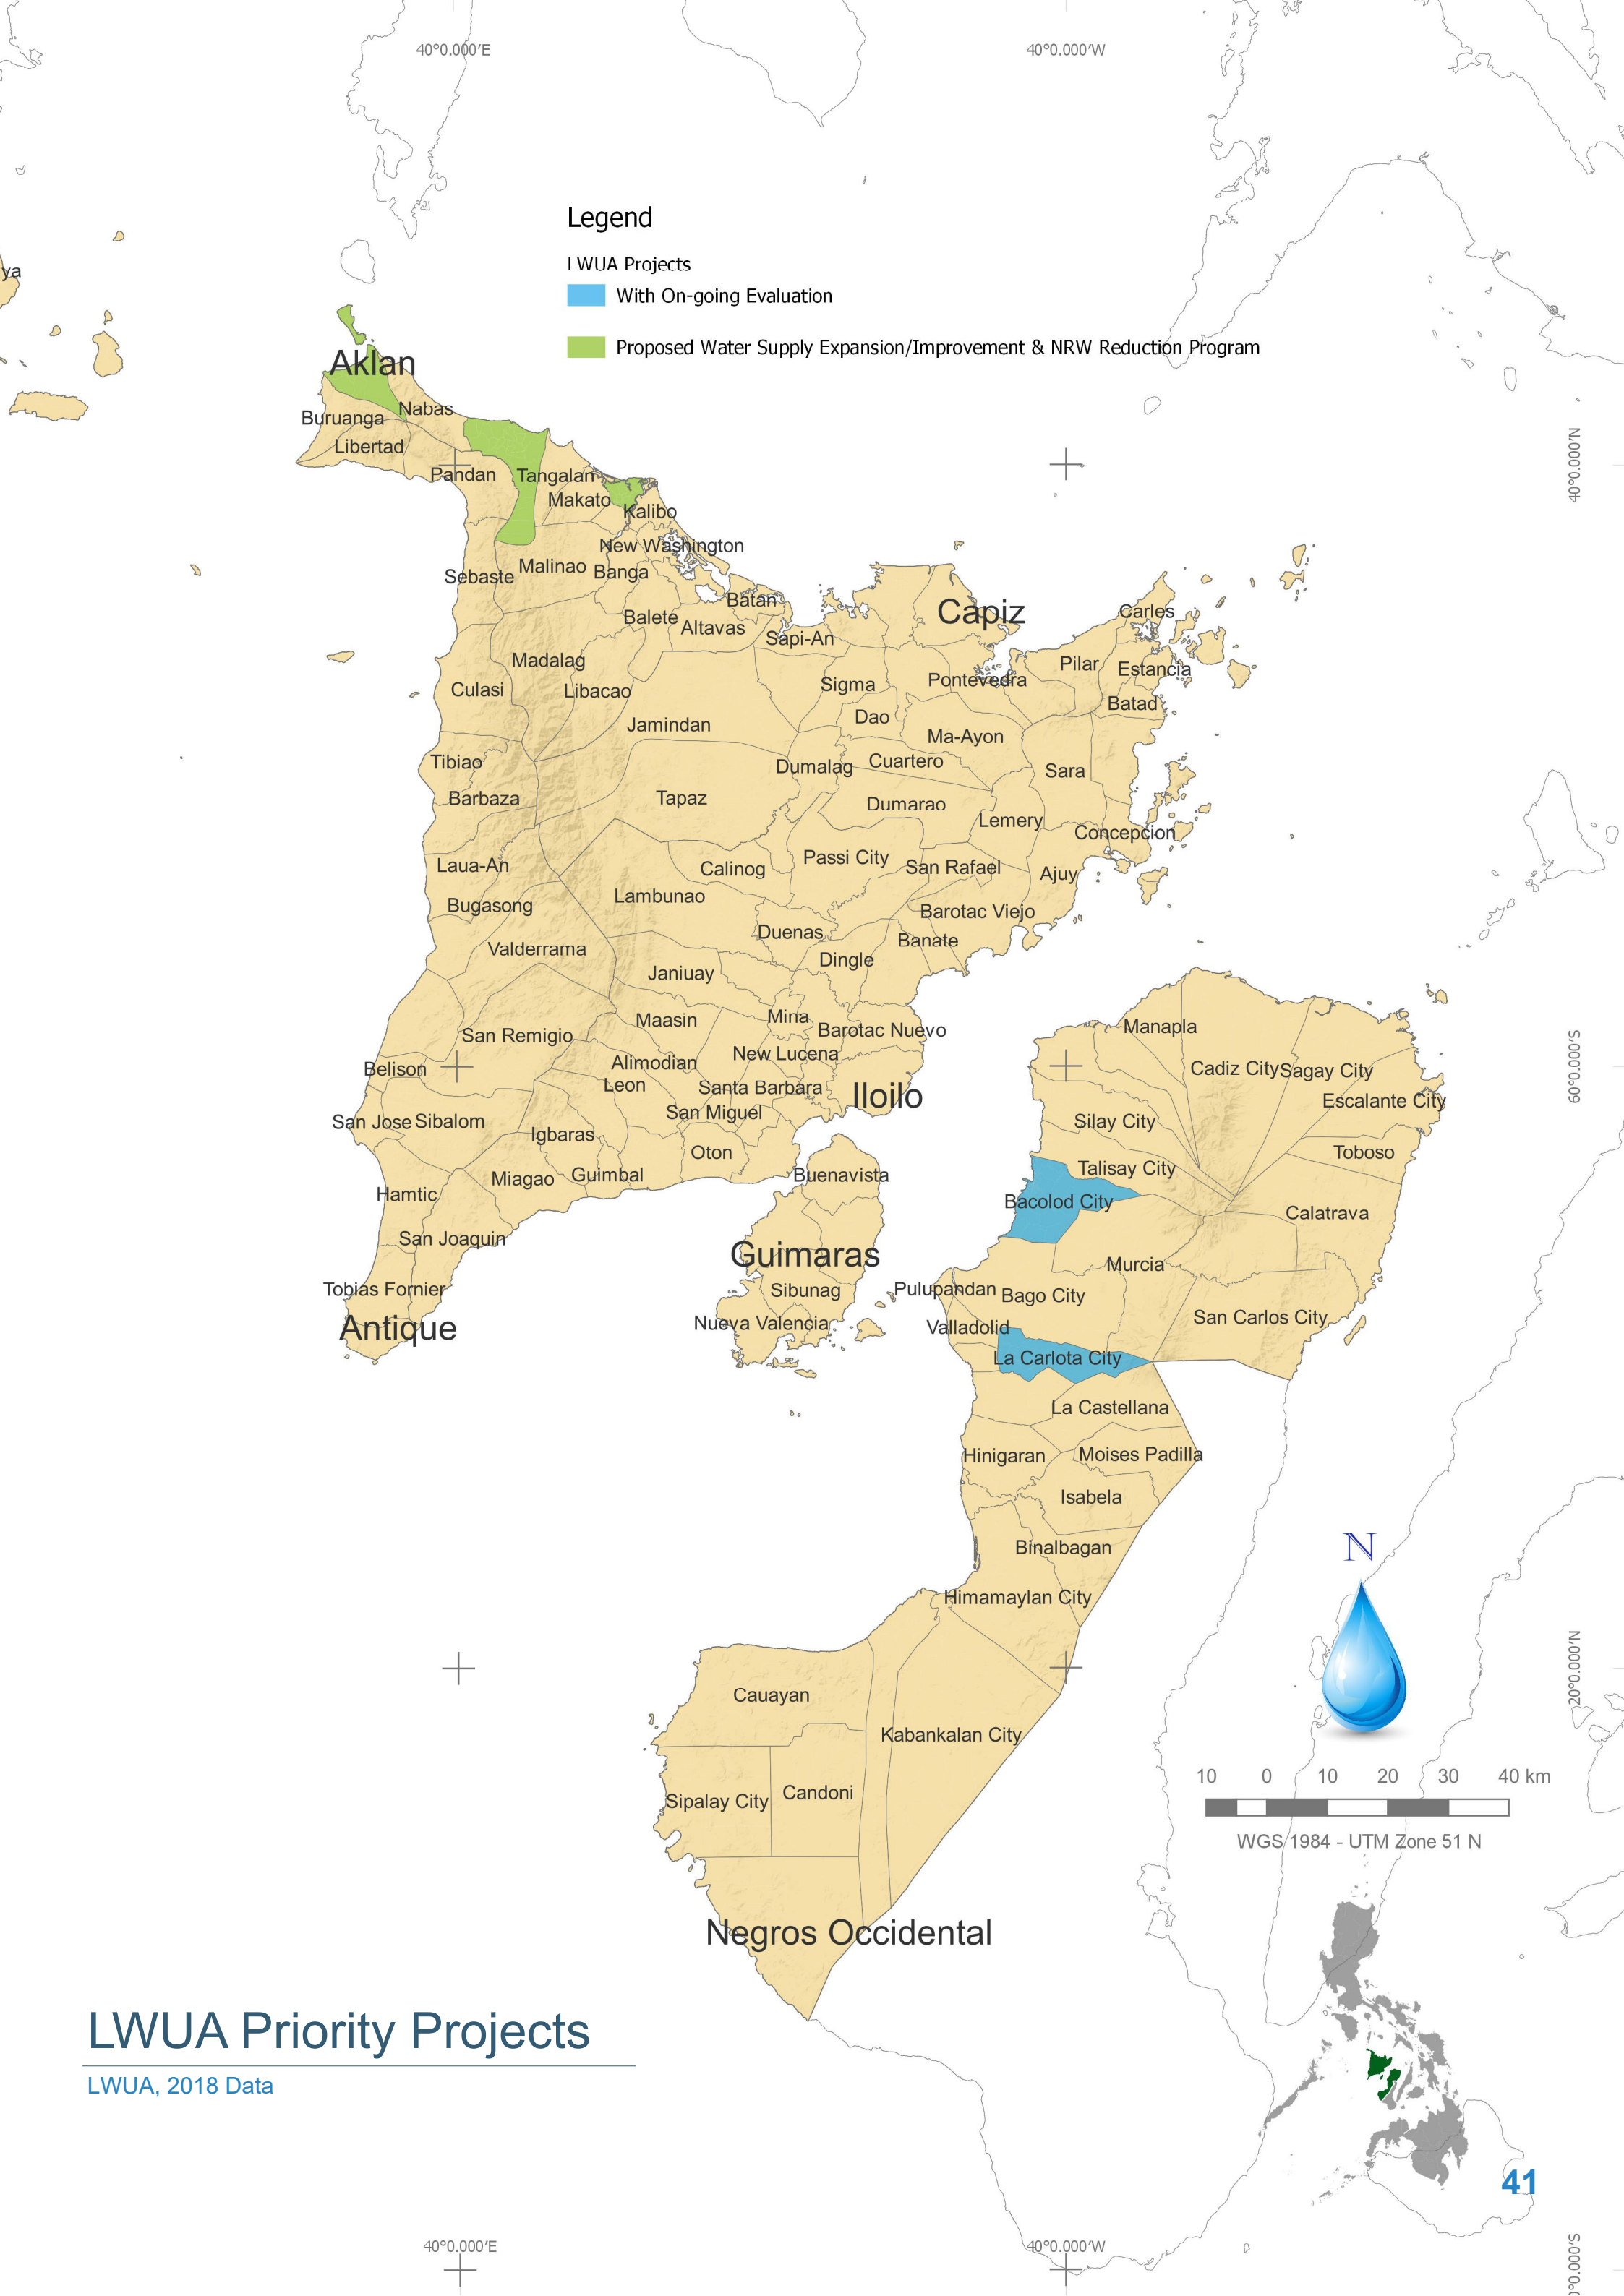 40°0.000'E
40°0.000'W
Legend
LWUA Projects
With On-going Evaluation
Proposed Water Supply Expansion/Improvement & NRW Reduction Program
ya
Aklan
Nabas
Buruanga
Libertad
Pandan
Tangalan
Makato
Kalibo
40°0.000'N
New Washington
Malinao
Banga
Sebaste
Batan
Balete
Altavas
Sapi-An
Capiz
Carles
Madalag
Libacao
Culasi
Sigma
Pontevedra
Pilar
Estancia
Batad
Jamindan
Dao
Ma-Ayon
Tibiao
Dumalag
Cuartero
Sara
Barbaza
Tapaz
Dumarao
Lemery
Concepcion
Laua-An
Calinog
Passi City
San Rafael
Ajuy
Bugasong
Lambunao
Barotac Viejo
Duenas
Banate
Valderrama
Dingle
Janiuay
San Remigio
Maasin
Mina
Barotac Nuevo
Manapla
Belison
Alimodian
New Lucena
Cadiz City
Sagay City
60°0.000'S
Leon
Santa Barbara
Iloilo
Escalante City
San Jose
Sibalom
San Miguel
Silay City
Igbaras
Oton
Toboso
Miagao
Guimbal
Buenavista
Talisay City
Hamtic
Bacolod City
Calatrava
San Joaquin
Guimaras
Murcia
Tobias Fornier
Sibunag
Pulupandan
Bago City
Antique
Nueva Valencia
Valladolid
San Carlos City
La Carlota City
La Castellana
Hinigaran
Moises Padilla
Isabela
Binalbagan
Himamaylan City
N
Cauayan
20°0.000'N
Kabankalan City
Sipalay City
Candoni
10 0 10 20 30 40 km
WGS 1984 - UTM Zone 51 N
Negros Occidental
LWUA Priority Projects
LWUA, 2018 Data
41
40°0.000'E
40°0.000'W